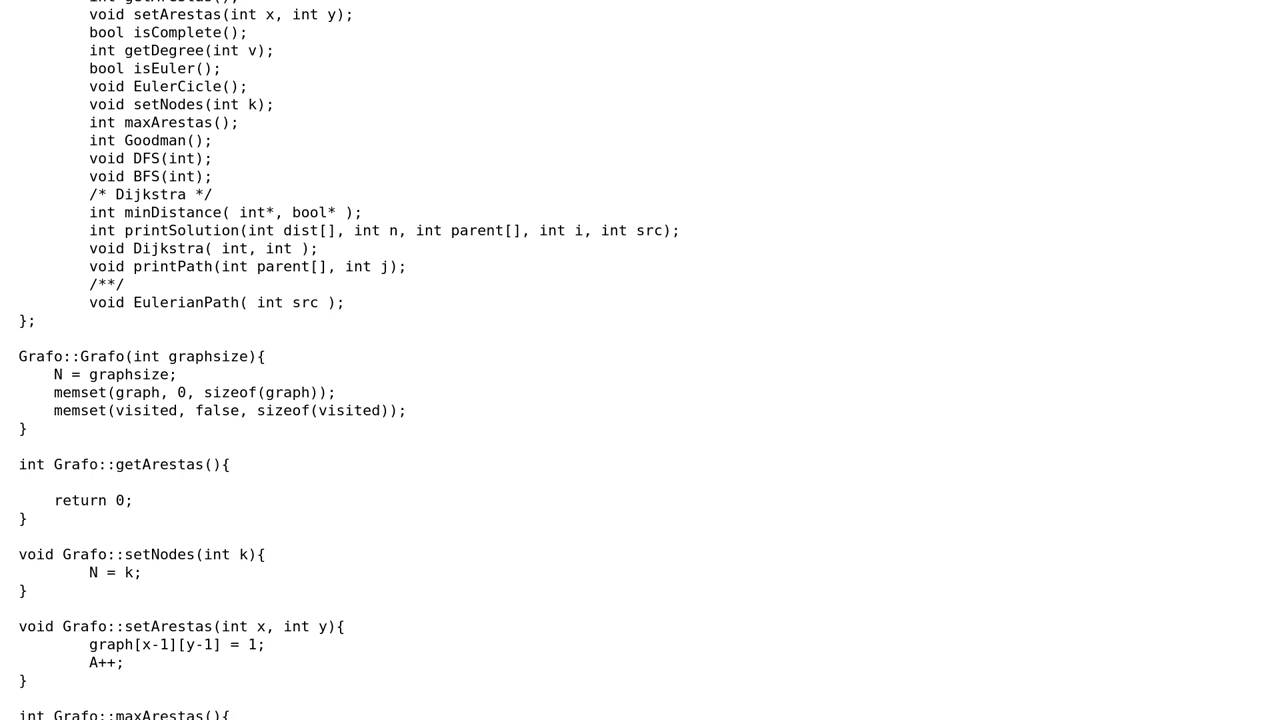 int getArestas();
void setArestas(int x, int y);
bool isComplete();
int getDegree(int v);
bool isEuler();
void EulerCicle();
void setNodes(int k);
int maxArestas();
int Goodman();
void DFS(int);
void BFS(int);
/* Dijkstra */
int minDistance( int*, bool* );
int printSolution(int dist[], int n, int parent[], int i, int src);
void Dijkstra( int, int );
void printPath(int parent[], int j);
/**/
void EulerianPath( int src );
};
Grafo::Grafo(int graphsize){
N = graphsize;
memset(graph, 0, sizeof(graph));
memset(visited, false, sizeof(visited));
}
int Grafo::getArestas(){
return 0;
}
void Grafo::setNodes(int k){
N = k;
}
void Grafo::setArestas(int x, int y){
graph[x-1][y-1] = 1;
A++;
}
int Grafo::maxArestas(){